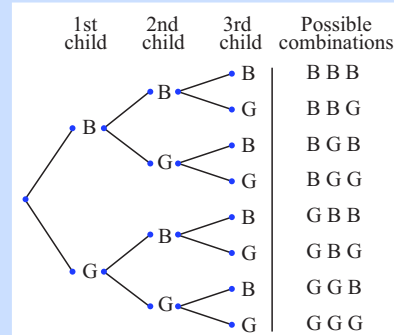 1st 2nd 3rd Possible
child child child combinations
B B B B
B
G B B G
B
B B G B
G
G B G G
B G B B
B
G G B G
G
B G G B
G
G G G G